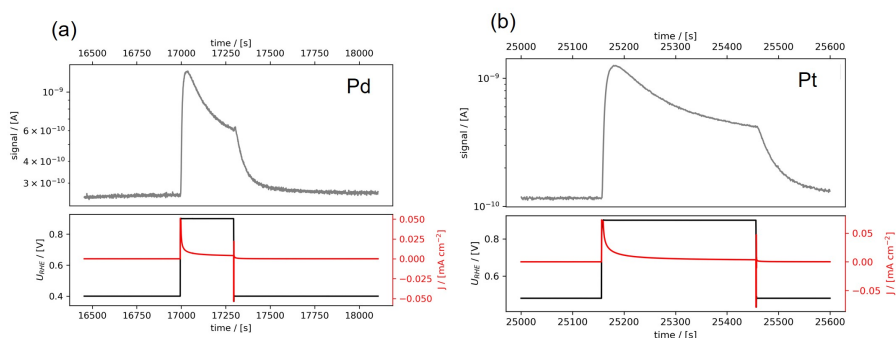 (a)
time / [s]
16500 16750 17000 17250 17500 17750 18000
Pd
10⁻⁹
6 × 10⁻¹⁰
4 × 10⁻¹⁰
3 × 10⁻¹⁰
signal / [A]
0.8
0.6
0.4
U_RHE / [V]
0.050
0.025
0.000
−0.025
−0.050
J / [mA cm⁻²]
16500 16750 17000 17250 17500 17750 18000
time / [s]
(b)
time / [s]
25000 25100 25200 25300 25400 25500 25600
Pt
10⁻⁹
10⁻¹⁰
signal / [A]
0.8
0.6
U_RHE / [V]
0.05
0.00
−0.05
J / [mA cm⁻²]
25000 25100 25200 25300 25400 25500 25600
time / [s]